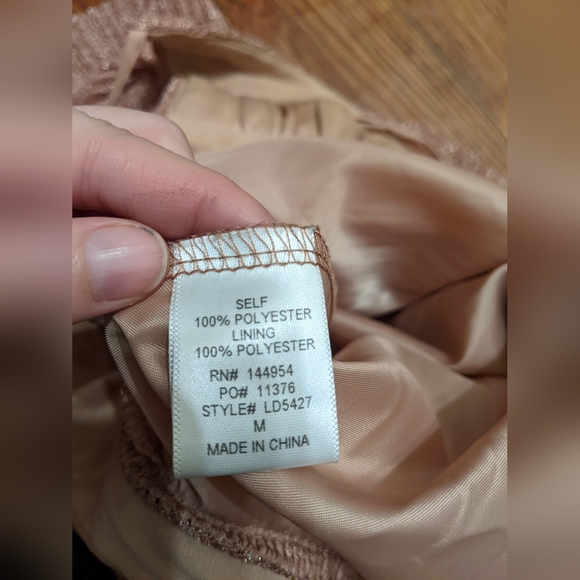 SELF
100% POLYESTER
LINING
100% POLYESTER
RN# 144954
PO# 11376
STYLE# LD5427
M
MADE IN CHINA